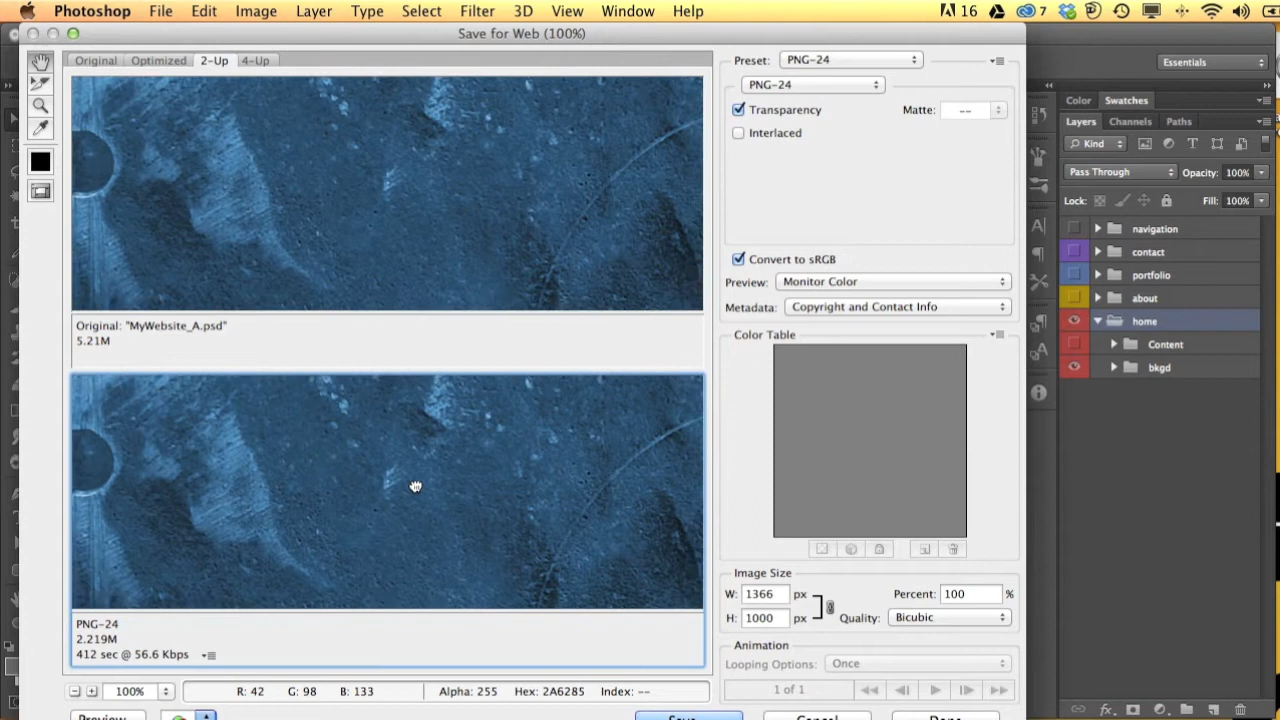 Photoshop File Edit Image Layer Type Select Filter 3D View Window Help 16 7
Save for Web (100%)
Essentials
Original Optimized 2-Up 4-Up
Original: "MyWebsite_A.psd"
5.21M
PNG-24
2.219M
412 sec @ 56.6 Kbps
100% R: 42 G: 98 B: 133 Alpha: 255 Hex: 2A6285 Index: --
Preset: PNG-24
PNG-24
Transparency Matte: --
Interlaced
Convert to sRGB
Preview: Monitor Color
Metadata: Copyright and Contact Info
Color Table
Image Size
W: 1366 px Percent: 100 %
H: 1000 px Quality: Bicubic
Animation
Looping Options: Once
1 of 1
Preview... Save... Cancel Done
Color Swatches
Layers Channels Paths
Kind
Pass Through Opacity: 100%
Lock: Fill: 100%
navigation
contact
portfolio
about
home
Content
bkgd
fx